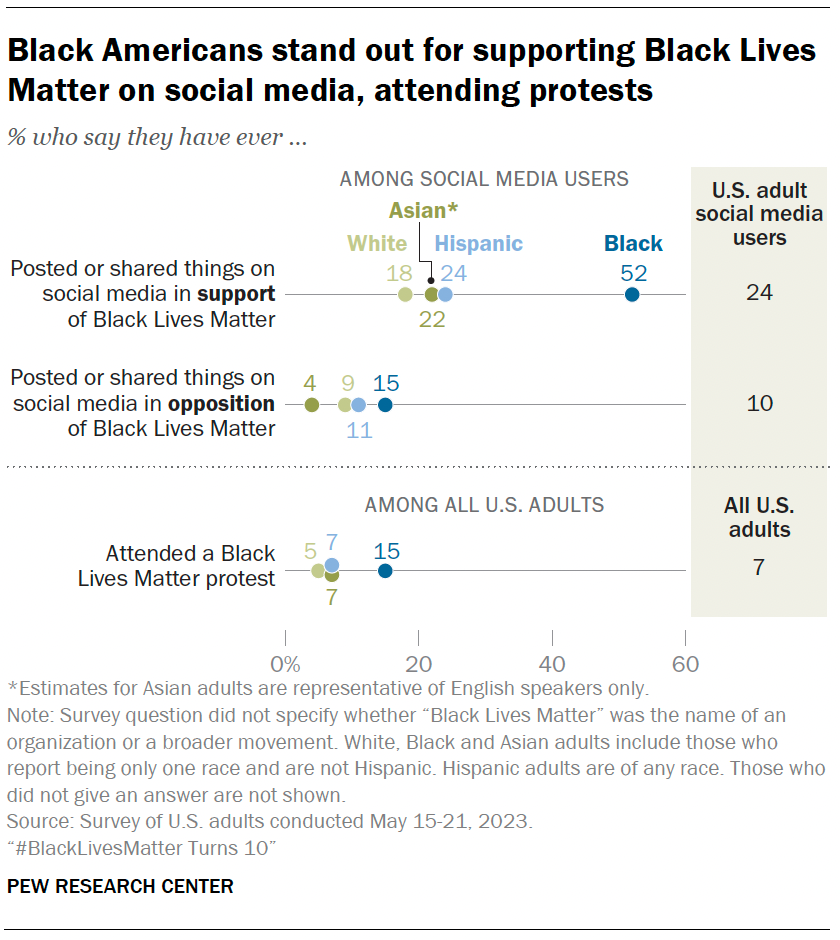 Black Americans stand out for supporting Black Lives
Matter on social media, attending protests
% who say they have ever ...
AMONG SOCIAL MEDIA USERS
U.S. adult
social media
users
Asian*
White
Hispanic
Black
Posted or shared things on
social media in support
of Black Lives Matter
18
24
52
22
24
Posted or shared things on
social media in opposition
of Black Lives Matter
4
9
15
11
10
AMONG ALL U.S. ADULTS
All U.S.
adults
Attended a Black
Lives Matter protest
5
7
15
7
7
0%
20
40
60
*Estimates for Asian adults are representative of English speakers only.
Note: Survey question did not specify whether “Black Lives Matter” was the name of an
organization or a broader movement. White, Black and Asian adults include those who
report being only one race and are not Hispanic. Hispanic adults are of any race. Those who
did not give an answer are not shown.
Source: Survey of U.S. adults conducted May 15-21, 2023.
“#BlackLivesMatter Turns 10”
PEW RESEARCH CENTER